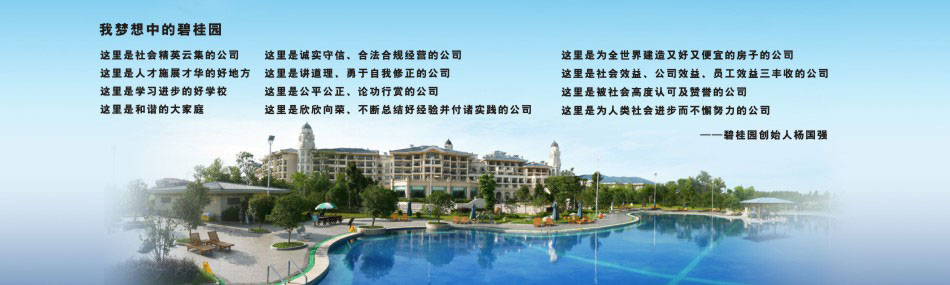 我梦想中的碧桂园
这里是社会精英云集的公司
这里是人才施展才华的好地方
这里是学习进步的好学校
这里是和谐的大家庭
这里是诚实守信、合法合规经营的公司
这里是讲道理、勇于自我修正的公司
这里是公平公正、论功行赏的公司
这里是欣欣向荣、不断总结好经验并付诸实践的公司
这里是为全世界建造又好又便宜的房子的公司
这里是社会效益、公司效益、员工效益三丰收的公司
这里是被社会高度认可及赞誉的公司
这里是为人类社会进步而不懈努力的公司
——碧桂园创始人杨国强